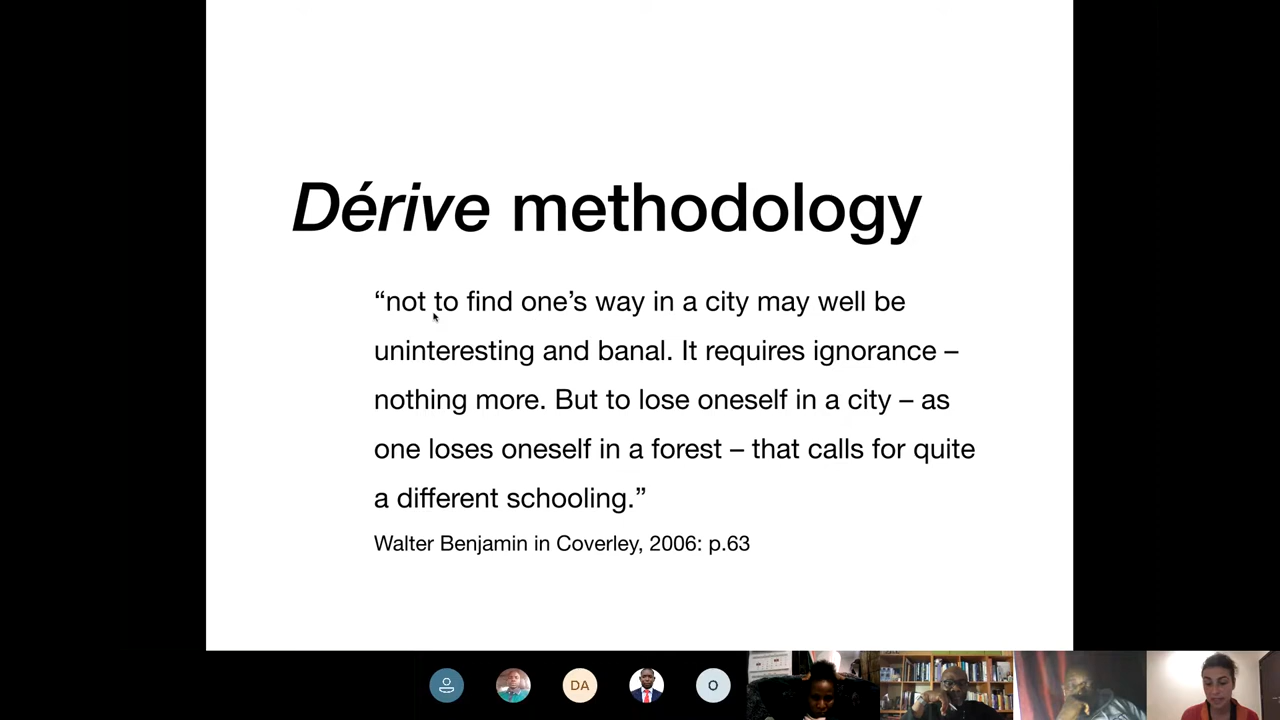 Dérive methodology
“not to find one’s way in a city may well be
uninteresting and banal. It requires ignorance –
nothing more. But to lose oneself in a city – as
one loses oneself in a forest – that calls for quite
a different schooling.”
Walter Benjamin in Coverley, 2006: p.63
DA
O